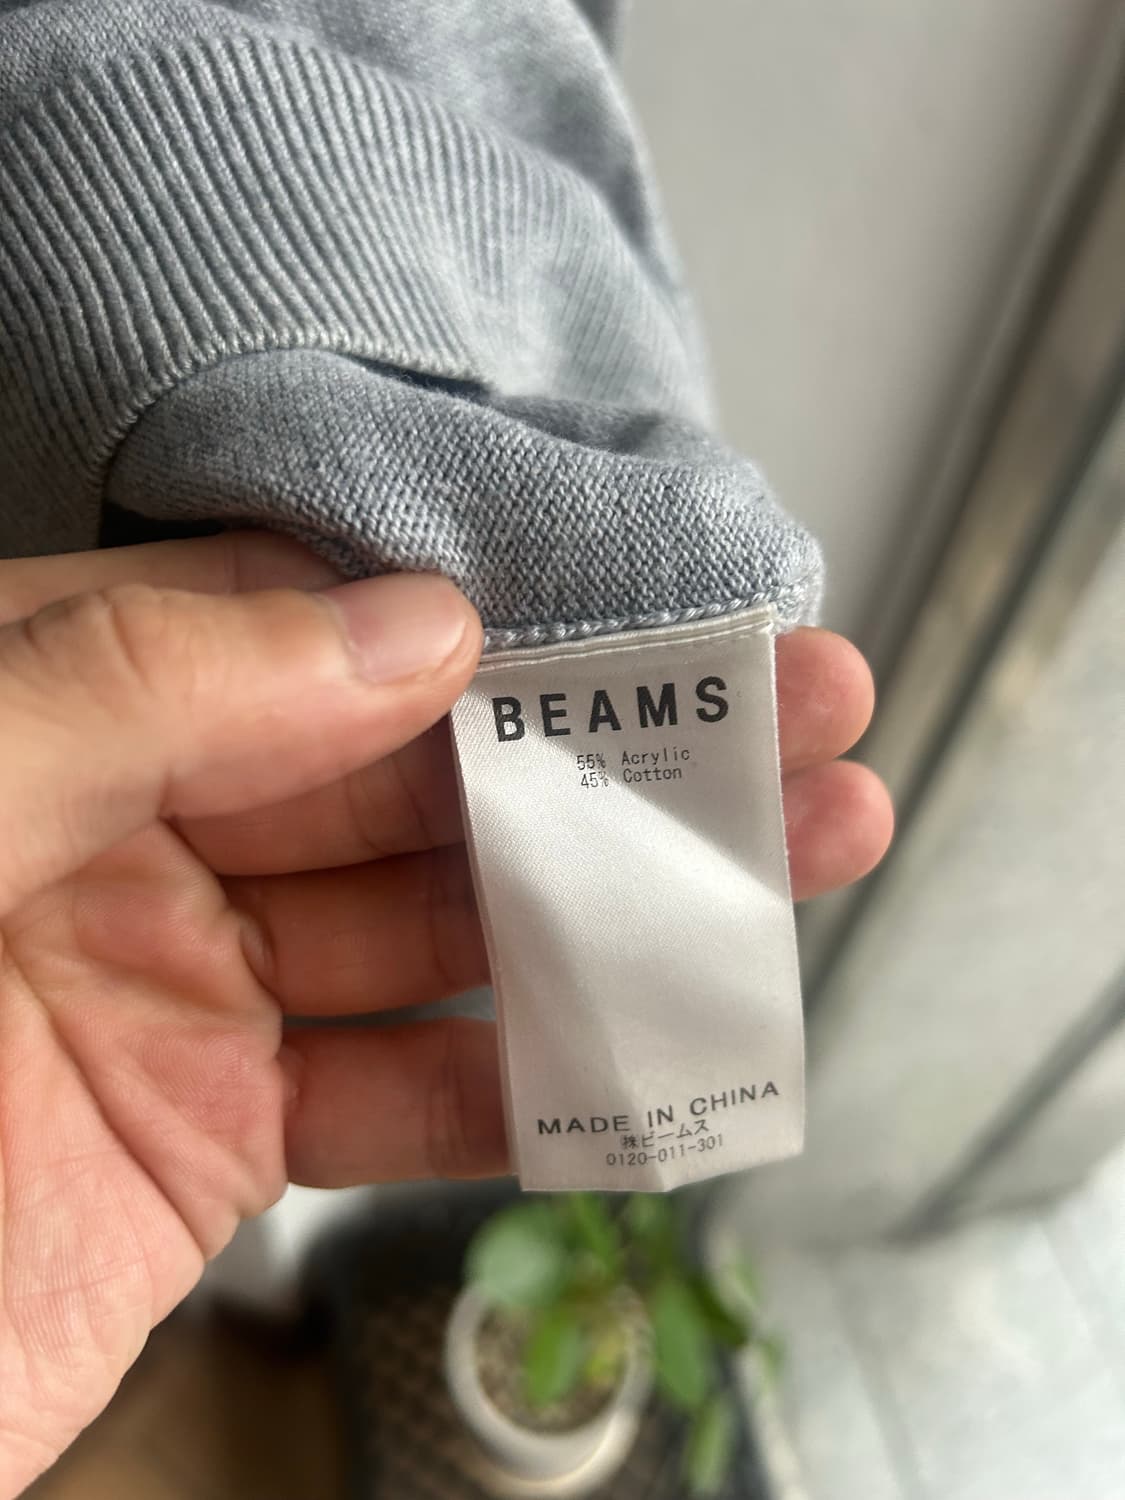 BEAMS
55% Acrylic
45% Cotton
MADE IN CHINA
㈱ビームス
0120-011-301